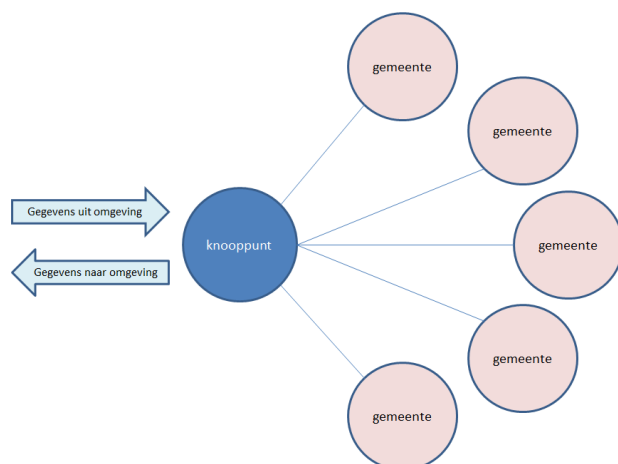 gemeente
gemeente
Gegevens uit omgeving
knooppunt
gemeente
Gegevens naar omgeving
gemeente
gemeente